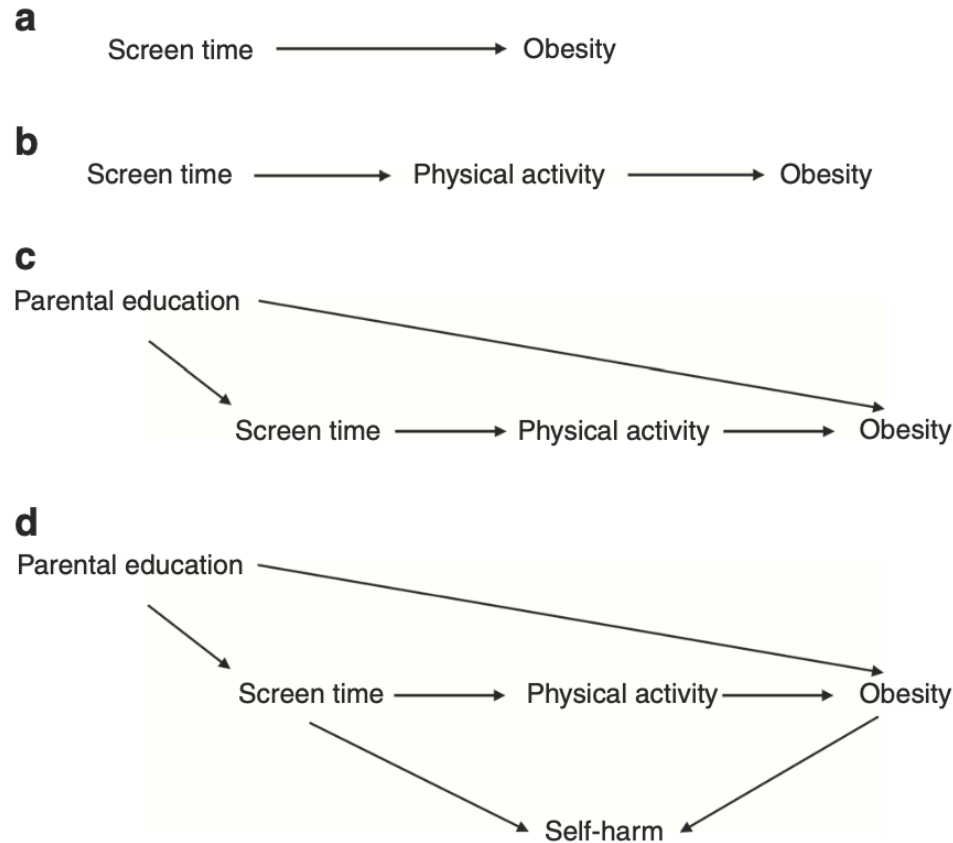 a
Screen time Obesity
b
Screen time Physical activity Obesity
c
Parental education
Screen time Physical activity Obesity
d
Parental education
Screen time Physical activity Obesity
Self-harm